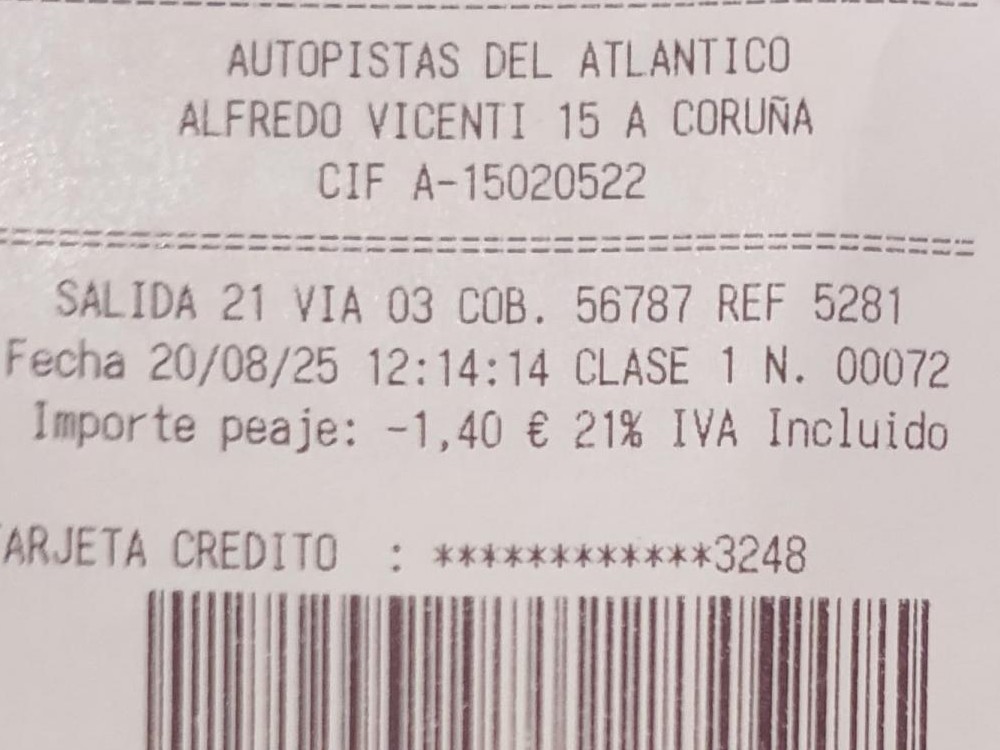 AUTOPISTAS DEL ATLANTICO
ALFREDO VICENTI 15 A CORUÑA
CIF A-15020522
SALIDA 21 VIA 03 COB. 56787 REF 5281
Fecha 20/08/25 12:14:14 CLASE 1 N. 00072
Importe peaje: -1,40 € 21% IVA Incluido
TARJETA CREDITO : ************3248